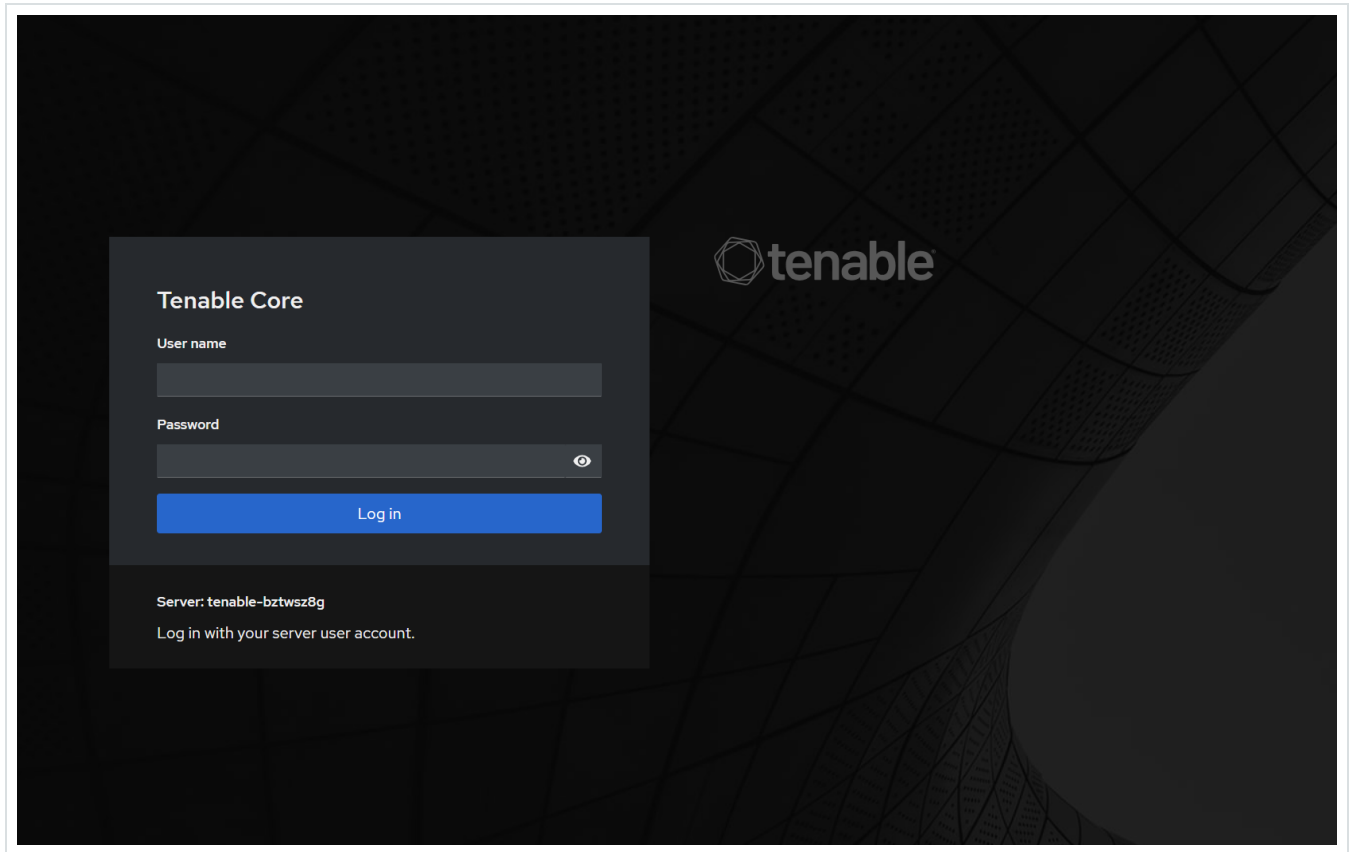 tenable
Tenable Core
User name
Password
Log in
Server: tenable-bztwsz8g
Log in with your server user account.